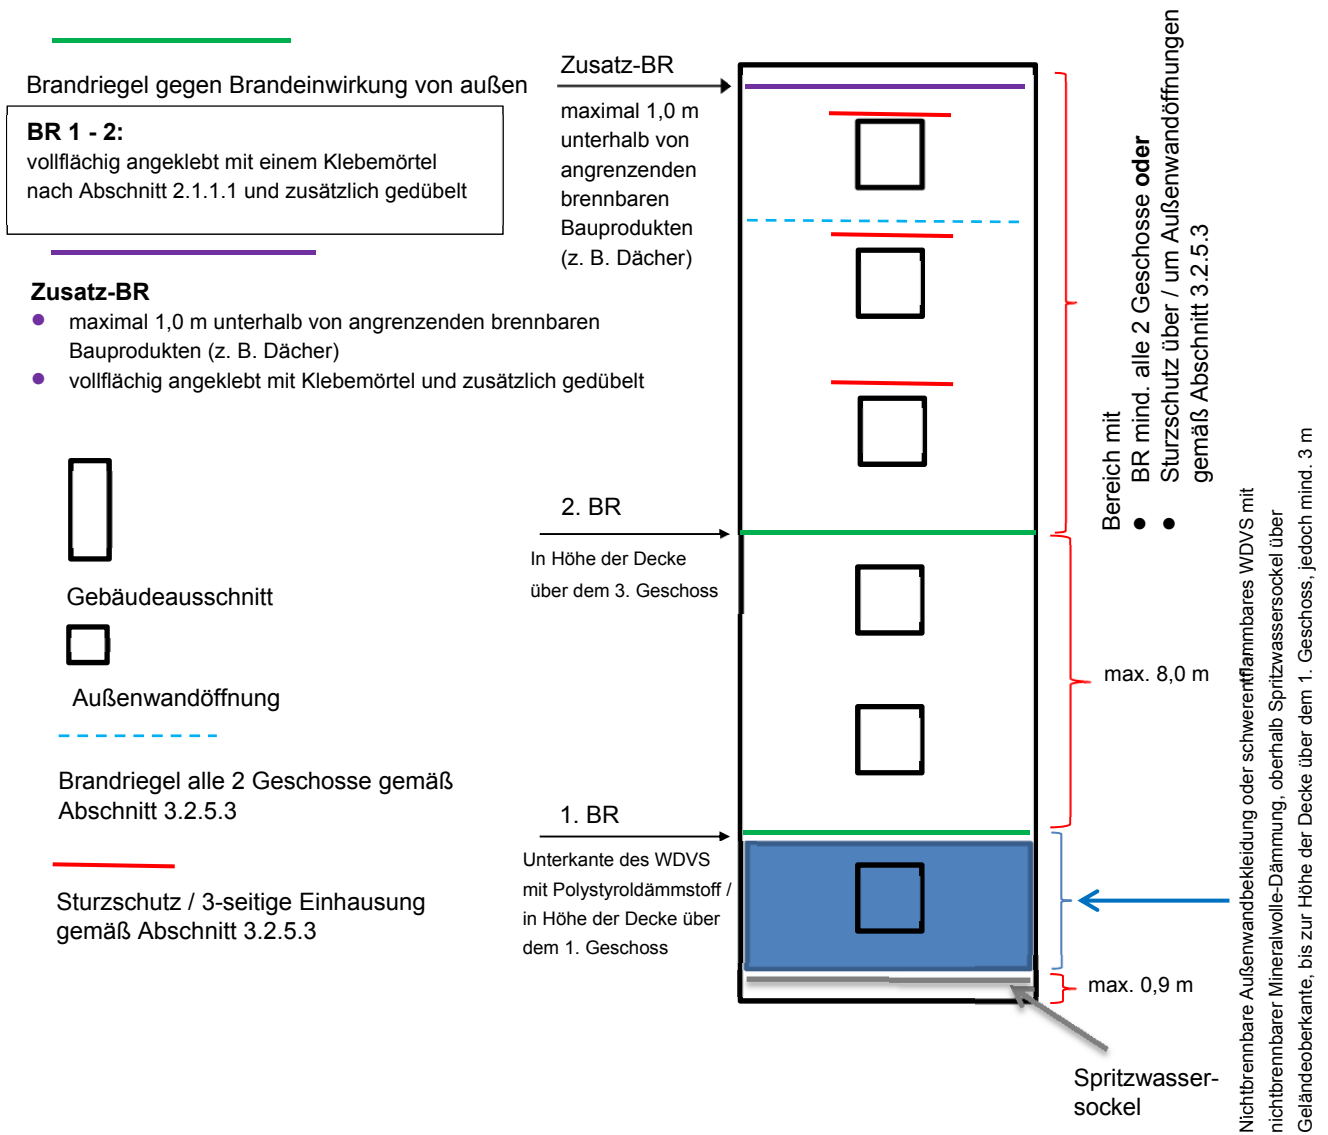 Brandriegel gegen Brandeinwirkung von außen
BR 1 - 2:
vollflächig angeklebt mit einem Klebemörtel
nach Abschnitt 2.1.1.1 und zusätzlich gedübelt
Zusatz-BR
● maximal 1,0 m unterhalb von angrenzenden brennbaren
Bauprodukten (z. B. Dächer)
● vollflächig angeklebt mit Klebemörtel und zusätzlich gedübelt
Gebäudeausschnitt
Außenwandöffnung
Brandriegel alle 2 Geschosse gemäß
Abschnitt 3.2.5.3
Sturzschutz / 3-seitige Einhausung
gemäß Abschnitt 3.2.5.3
Zusatz-BR
maximal 1,0 m
unterhalb von
angrenzenden
brennbaren
Bauprodukten
(z. B. Dächer)
2. BR
In Höhe der Decke
über dem 3. Geschoss
1. BR
Unterkante des WDVS
mit Polystyroldämmstoff /
in Höhe der Decke über
dem 1. Geschoss
Bereich mit
● BR mind. alle 2 Geschosse oder
● Sturzschutz über / um Außenwandöffnungen
gemäß Abschnitt 3.2.5.3
max. 8,0 m
max. 0,9 m
Spritzwasser-
sockel
Nichtbrennbare Außenwandbekleidung oder schwerentflammbares WDVS mit
nichtbrennbarer Mineralwolle-Dämmung, oberhalb Spritzwassersockel über
Geländeoberkante, bis zur Höhe der Decke über dem 1. Geschoss, jedoch mind. 3 m